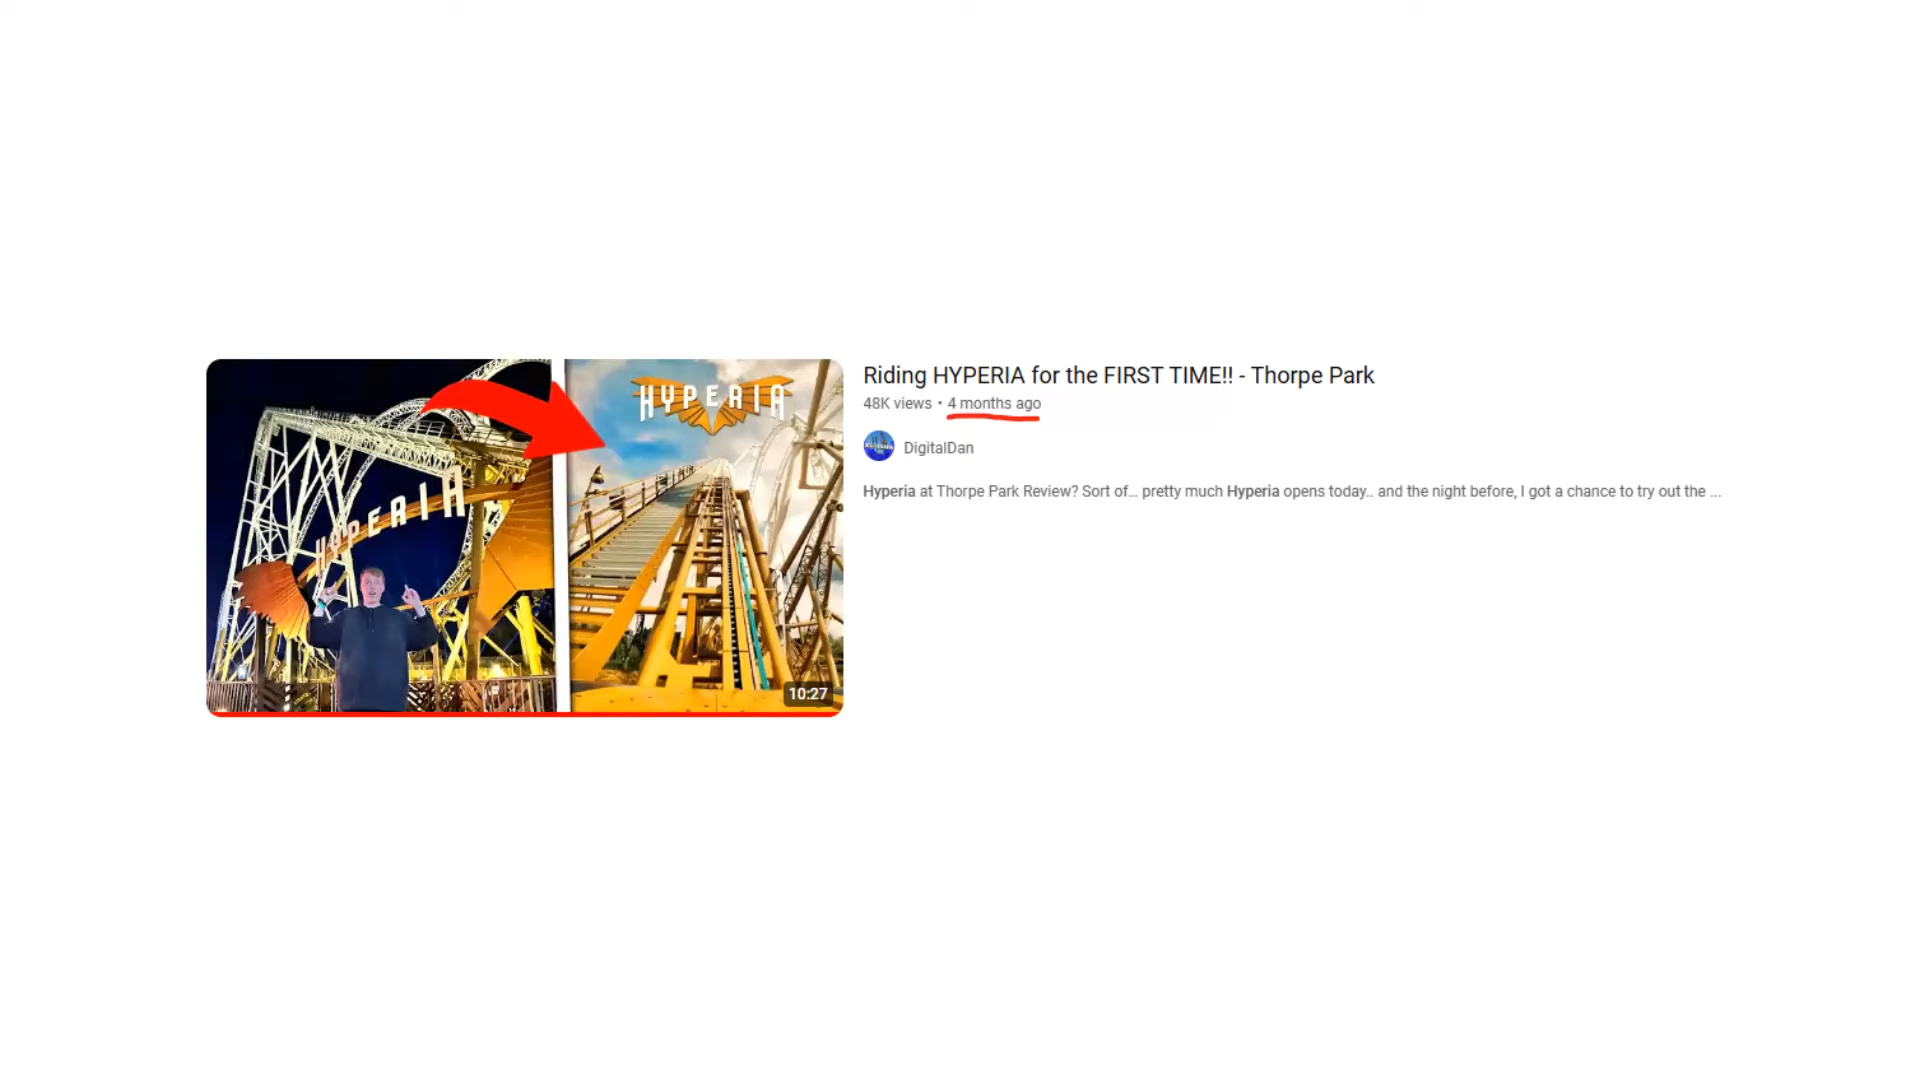 HYPERIA
HYPERIA
10:27
Riding HYPERIA for the FIRST TIME!! - Thorpe Park
48K views • 4 months ago
DigitalDan
Hyperia at Thorpe Park Review? Sort of... pretty much Hyperia opens today.. and the night before, I got a chance to try out the ...